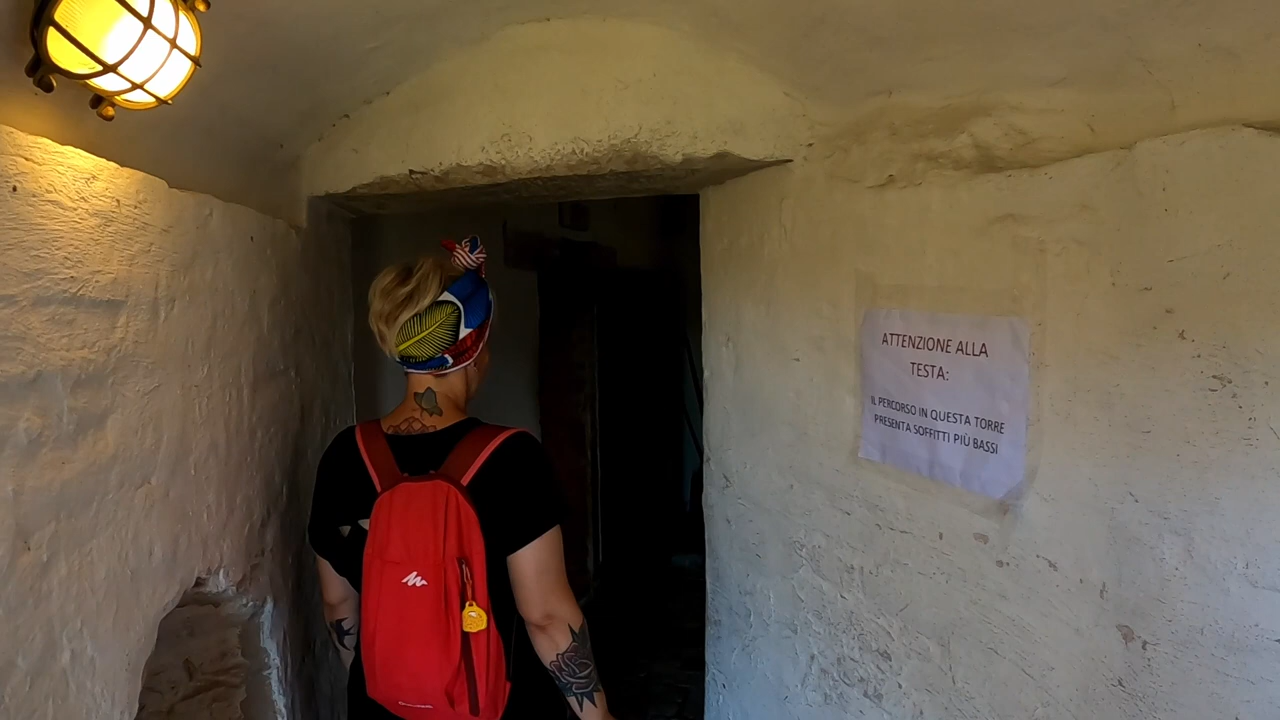 ATTENZIONE ALLA
TESTA:
IL PERCORSO IN QUESTA TORRE
PRESENTA SOFFITTI PIÙ BASSI